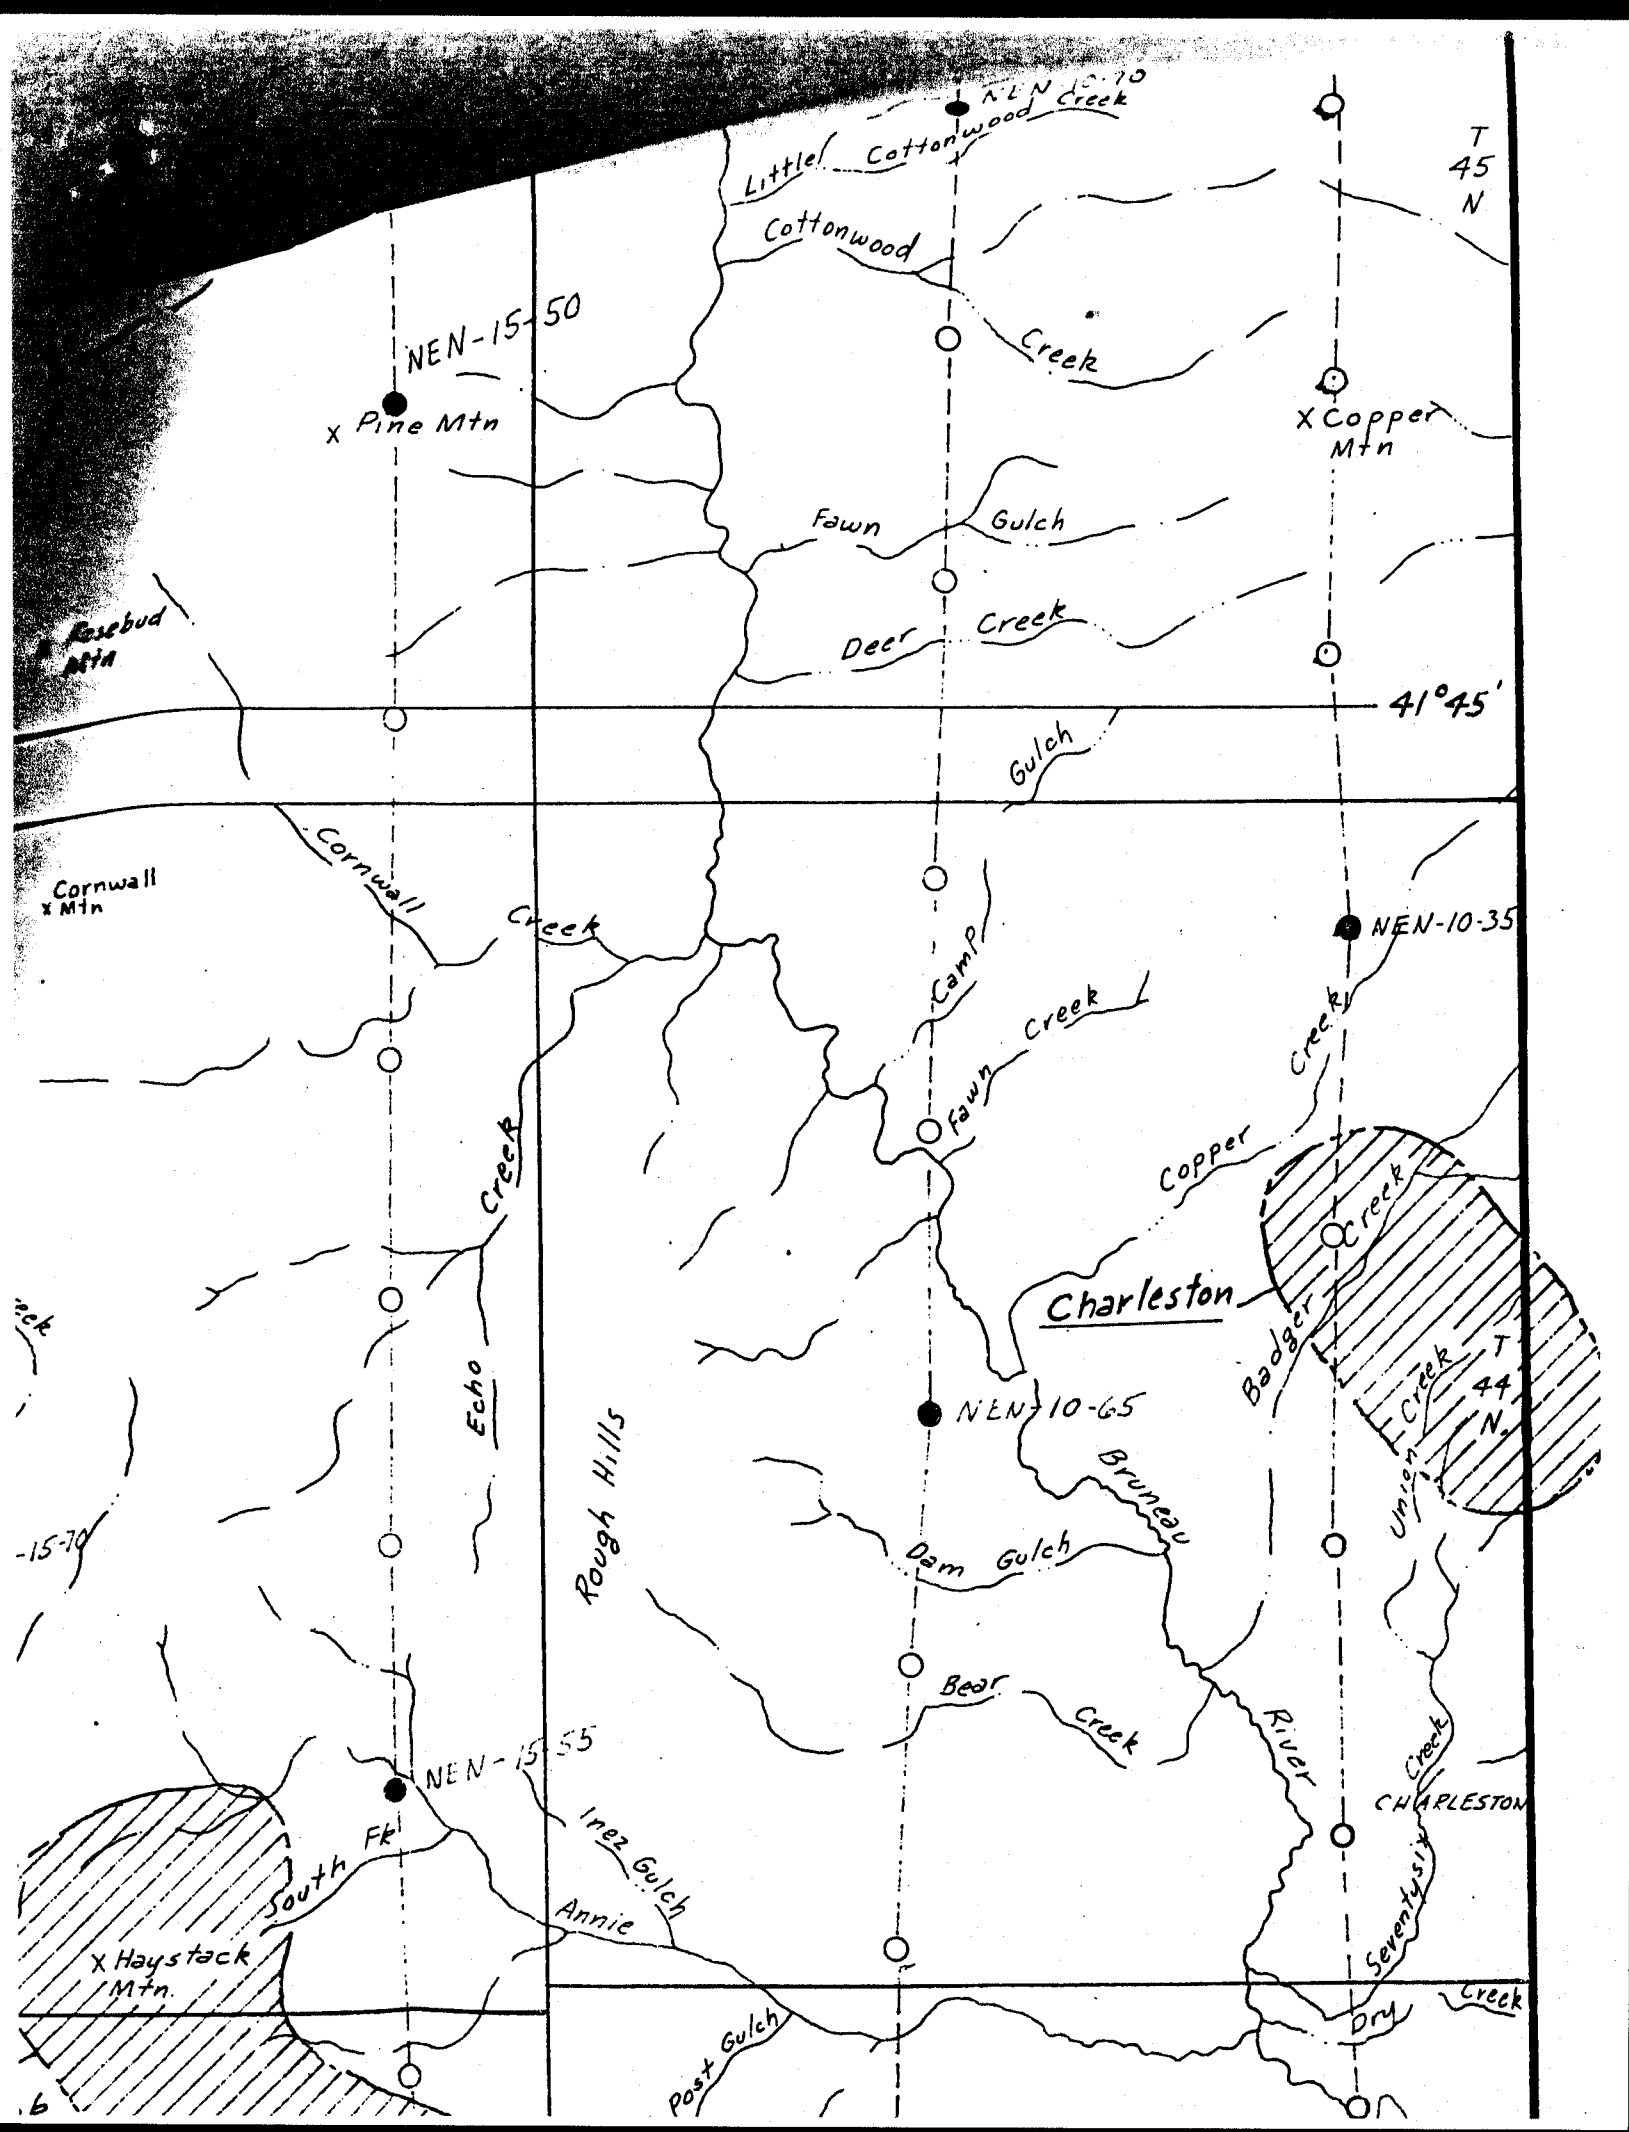 NEN 10-70
Little Cottonwood Creek
T
45
N
Cottonwood
Creek
NEN-15-50
x Pine Mtn
x Copper
Mtn
Fawn Gulch
Rosebud
Mtn
Deer Creek
41°45'
Gulch
Cornwall
x Mtn
Cornwall Creek
NEN-10-35
Camp
Fawn Creek
Creek
Copper
Creek
Creek
Charleston
Badger
eek
Echo
Creek
Union
T
44
N.
NEN-10-65
Rough Hills
Bruneau
-15-70
Dam Gulch
Bear
Creek
River
Creek
NEN-15-55
CHARLESTON
Inez Gulch
South Fk
Annie
Seventysix
x Haystack
Mtn.
Creek
Dry
Post Gulch
.6